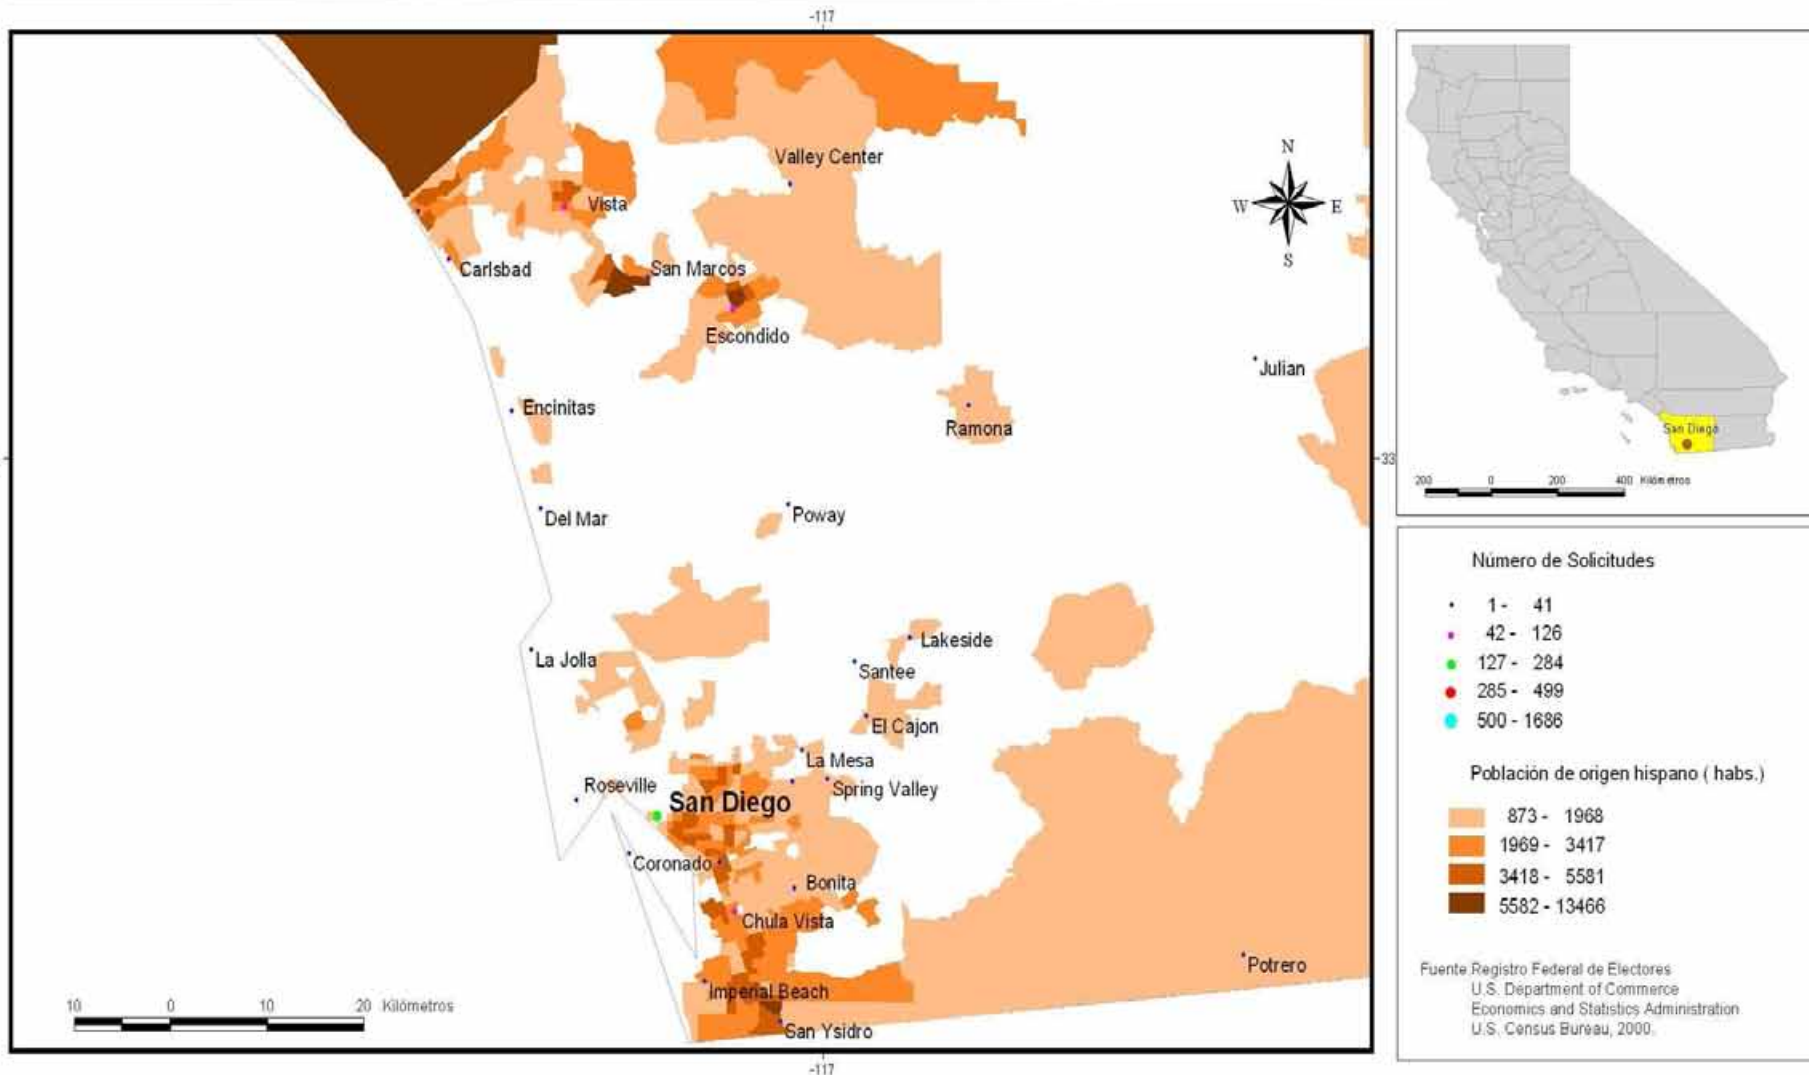 -117
Valley Center
Vista
Carlsbad
San Marcos
Escondido
Julian
Encinitas
Ramona
Del Mar
Poway
La Jolla
Lakeside
Santee
El Cajon
La Mesa
Roseville
Spring Valley
San Diego
Coronado
Bonita
Chula Vista
Potrero
Imperial Beach
San Ysidro
N
W E
S
33
10 0 10 20 Kilómetros
-117
San Diego
200 0 200 400 Kilómetros
Número de Solicitudes
1 - 41
42 - 126
127 - 284
285 - 499
500 - 1686
Población de origen hispano ( habs.)
873 - 1968
1969 - 3417
3418 - 5581
5582 - 13466
Fuente:Registro Federal de Electores
U.S. Department of Commerce
Economics and Statistics Administration
U.S. Census Bureau, 2000.